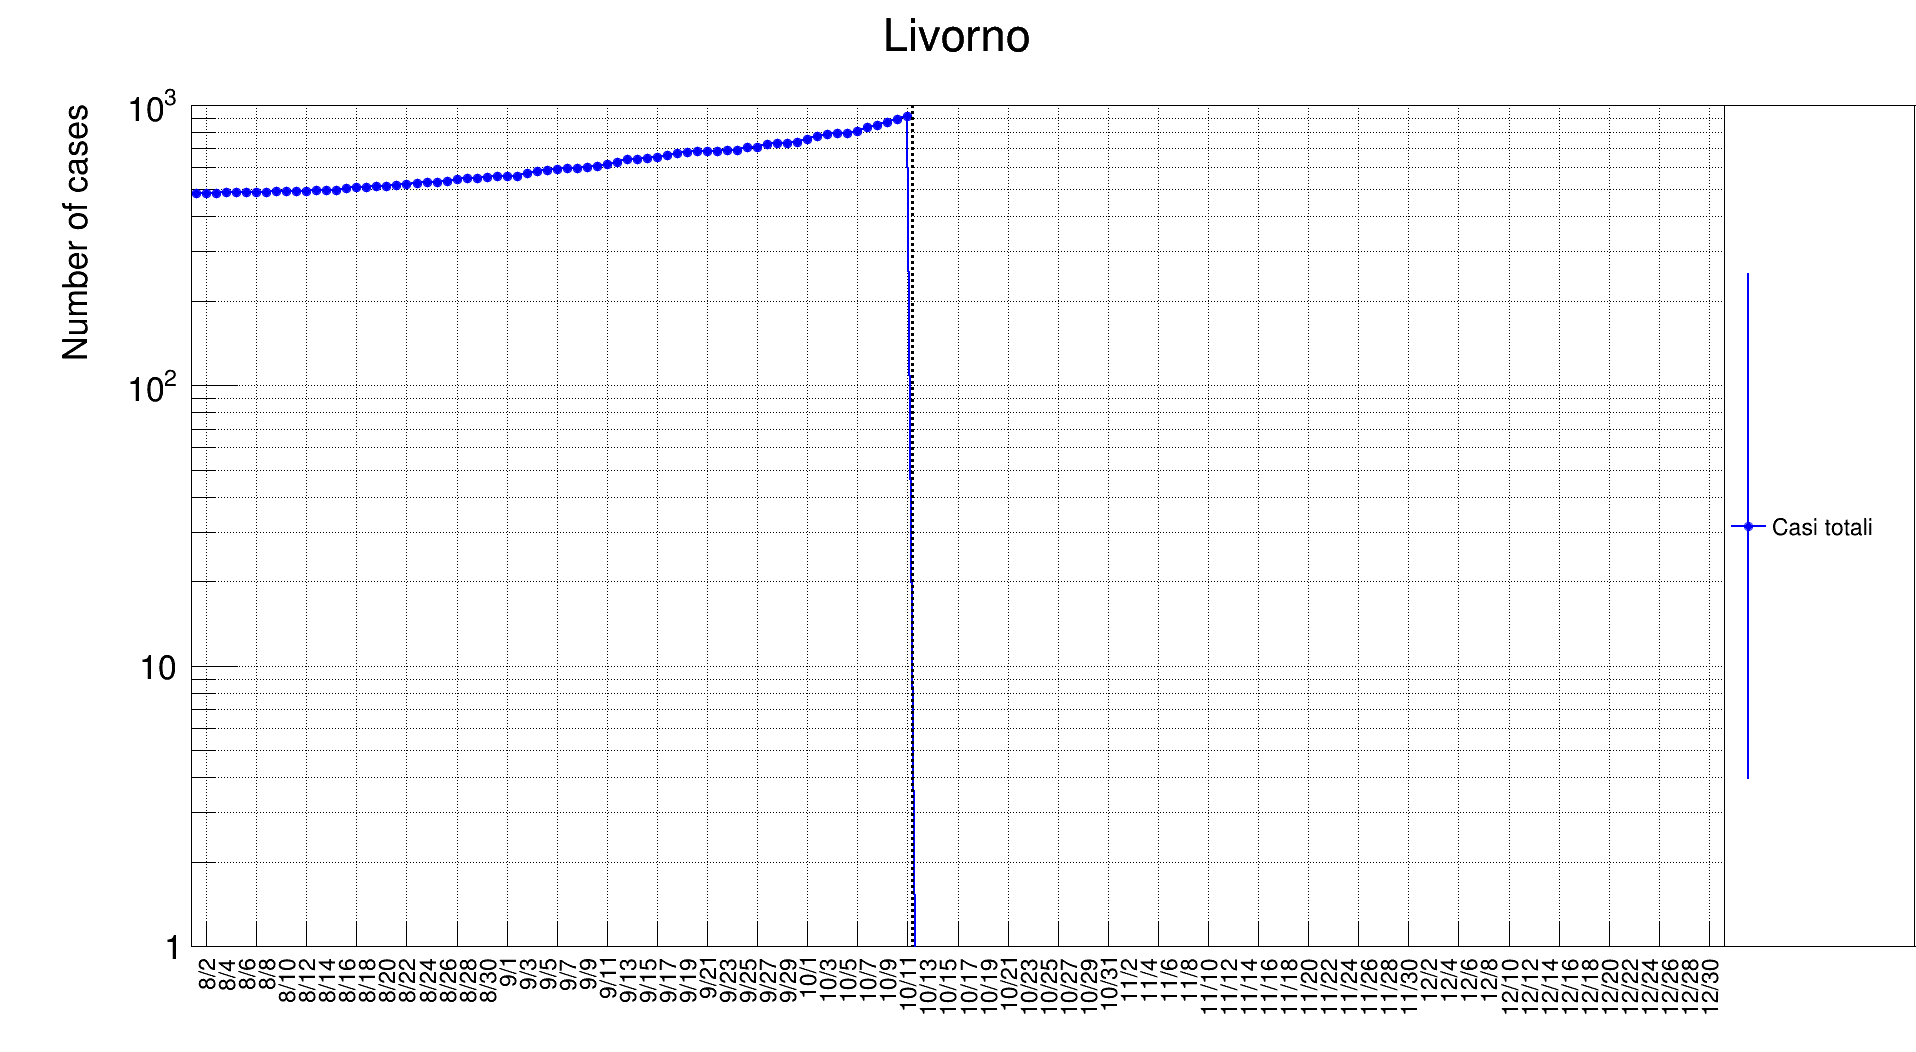 Livorno
Number of cases
10³
10²
10
1
8/2 8/4 8/6 8/8 8/10 8/12 8/14 8/16 8/18 8/20 8/22 8/24 8/26 8/28 8/30 9/1 9/3 9/5 9/7 9/9 9/11 9/13 9/15 9/17 9/19 9/21 9/23 9/25 9/27 9/29 10/1 10/3 10/5 10/7 10/9 10/11 10/13 10/15 10/17 10/19 10/21 10/23 10/25 10/27 10/29 10/31 11/2 11/4 11/6 11/8 11/10 11/12 11/14 11/16 11/18 11/20 11/22 11/24 11/26 11/28 11/30 12/2 12/4 12/6 12/8 12/10 12/12 12/14 12/16 12/18 12/20 12/22 12/24 12/26 12/28 12/30
Casi totali